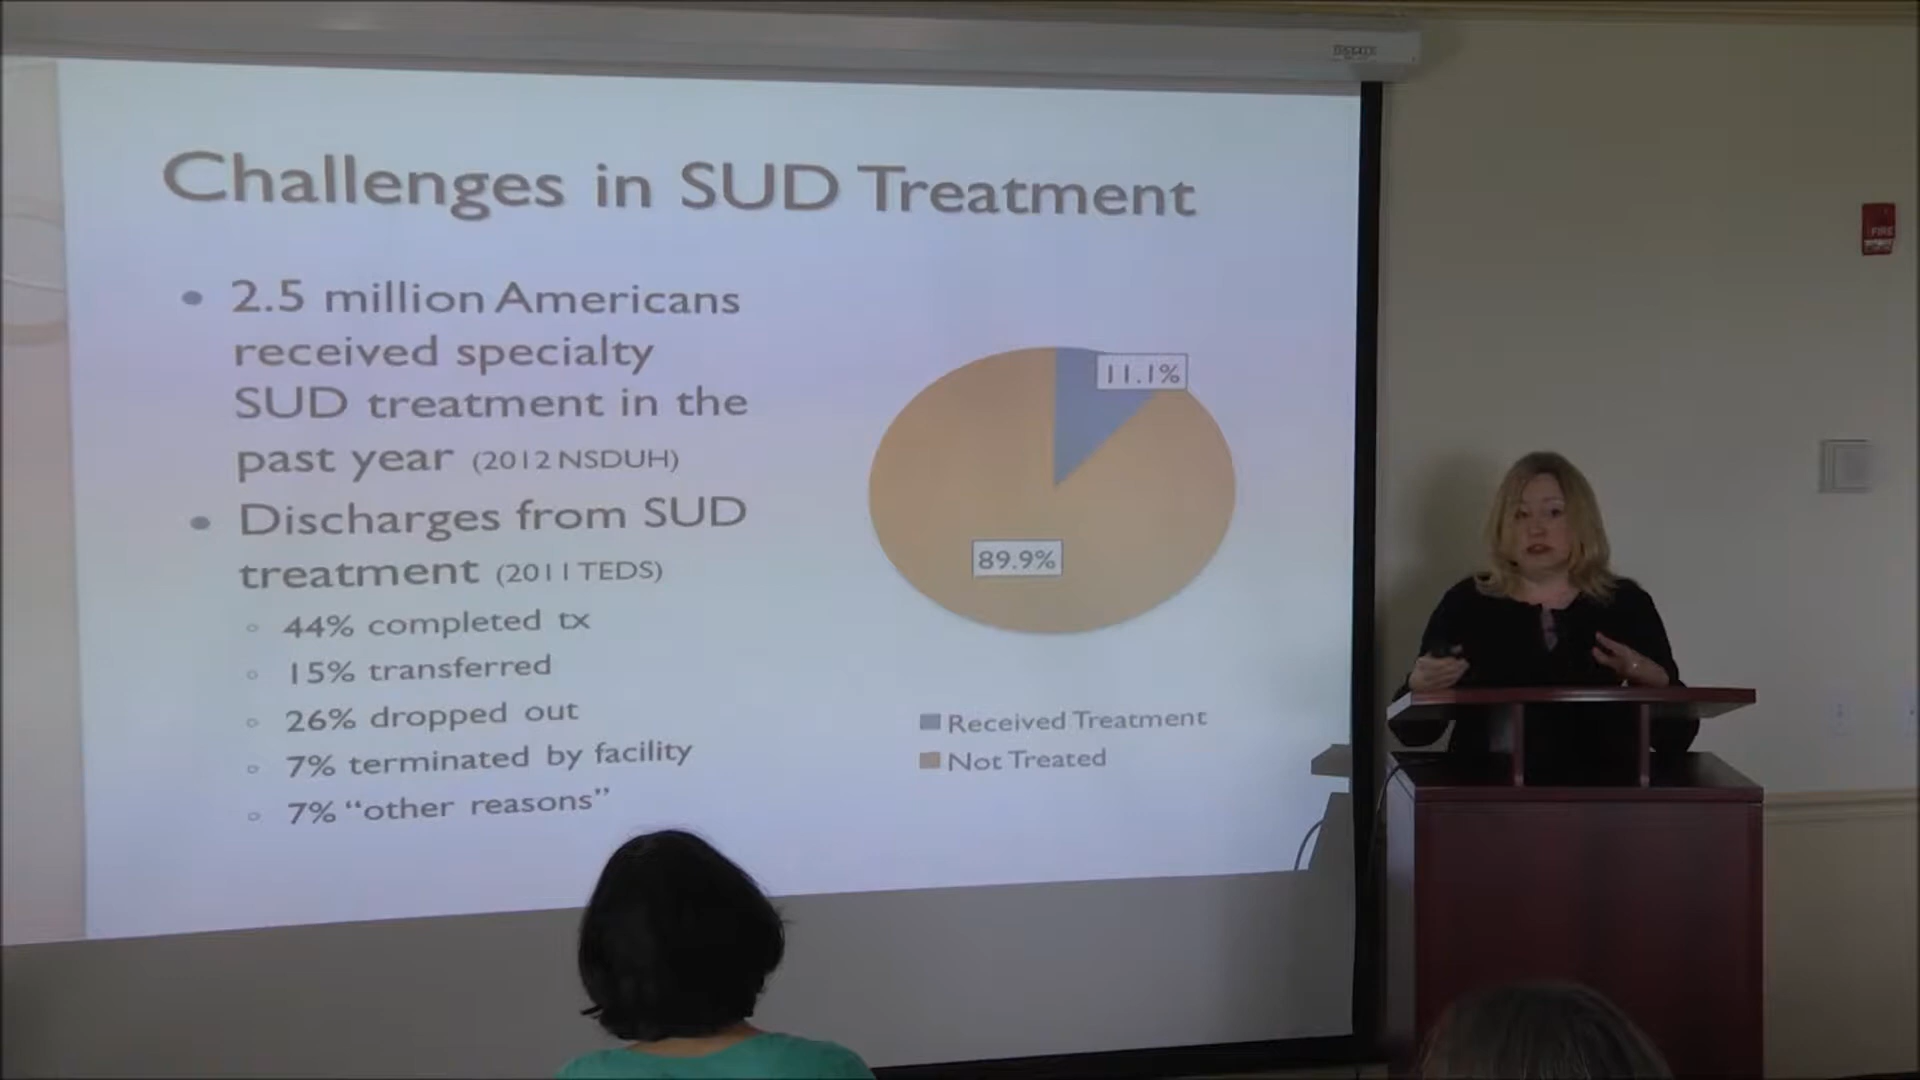 Challenges in SUD Treatment
• 2.5 million Americans
received specialty
SUD treatment in the
past year (2012 NSDUH)
• Discharges from SUD
treatment (2011 TEDS)
◦ 44% completed tx
◦ 15% transferred
◦ 26% dropped out
◦ 7% terminated by facility
◦ 7% “other reasons”
11.1%
89.9%
Received Treatment
Not Treated
FIRE